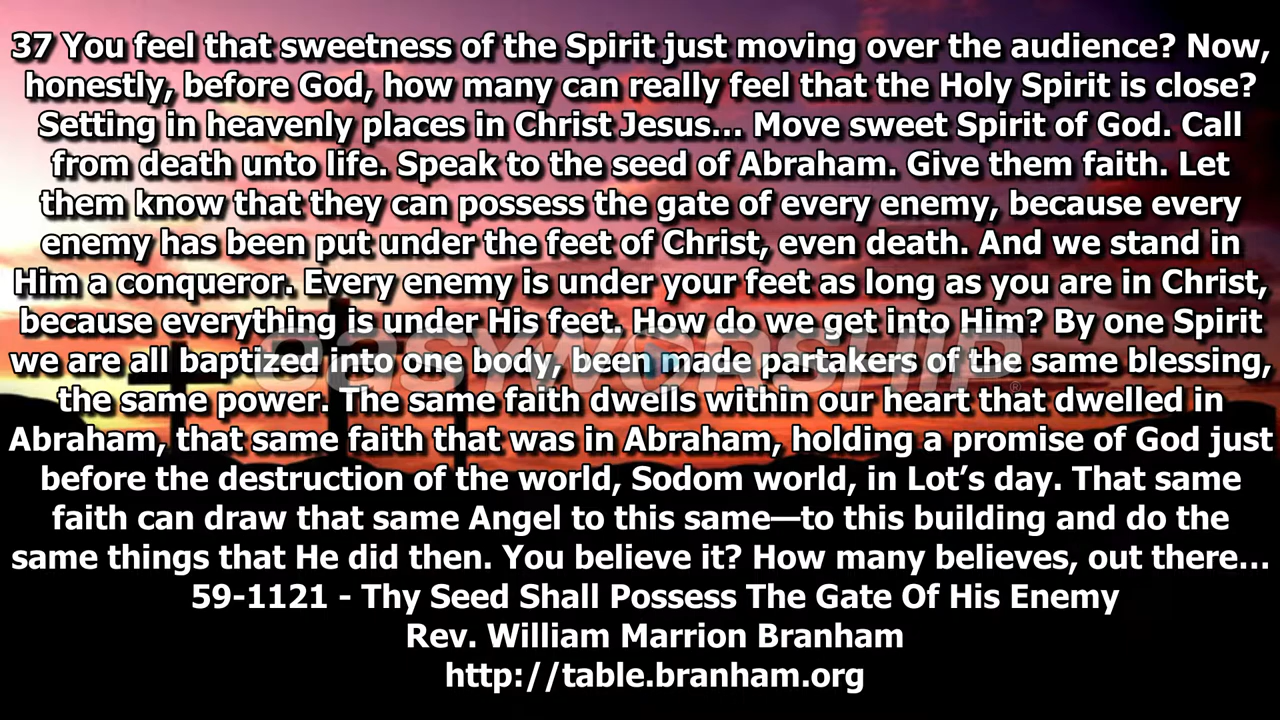 37 You feel that sweetness of the Spirit just moving over the audience? Now,
honestly, before God, how many can really feel that the Holy Spirit is close?
Setting in heavenly places in Christ Jesus… Move sweet Spirit of God. Call
from death unto life. Speak to the seed of Abraham. Give them faith. Let
them know that they can possess the gate of every enemy, because every
enemy has been put under the feet of Christ, even death. And we stand in
Him a conqueror. Every enemy is under your feet as long as you are in Christ,
because everything is under His feet. How do we get into Him? By one Spirit
easyworship®
we are all baptized into one body, been made partakers of the same blessing,
the same power. The same faith dwells within our heart that dwelled in
Abraham, that same faith that was in Abraham, holding a promise of God just
before the destruction of the world, Sodom world, in Lot’s day. That same
faith can draw that same Angel to this same—to this building and do the
same things that He did then. You believe it? How many believes, out there…
59-1121 - Thy Seed Shall Possess The Gate Of His Enemy
Rev. William Marrion Branham
http://table.branham.org